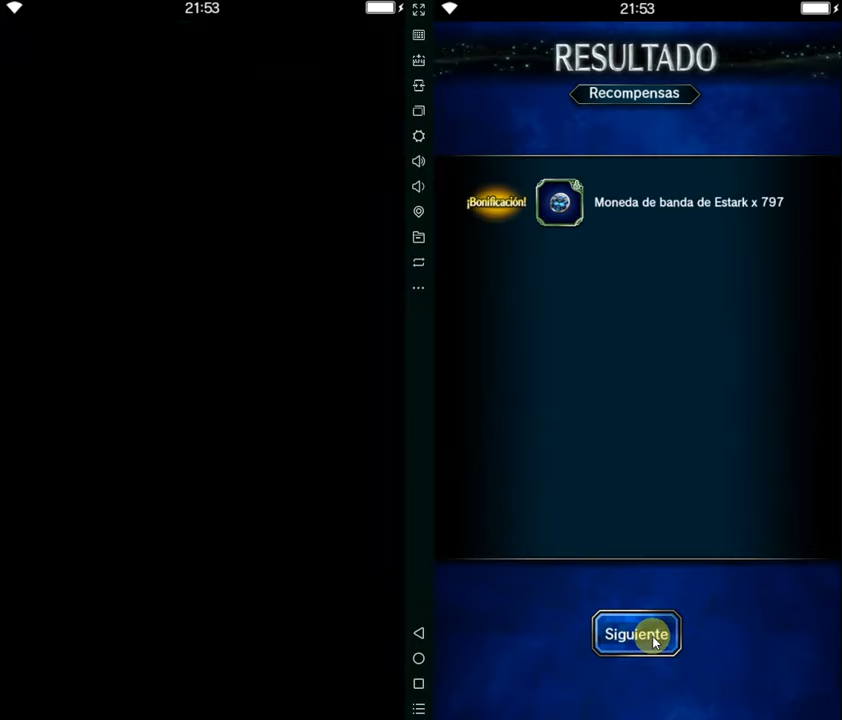 21:53
21:53
RESULTADO
Recompensas
¡Bonificación!
Moneda de banda de Estark x 797
Siguiente